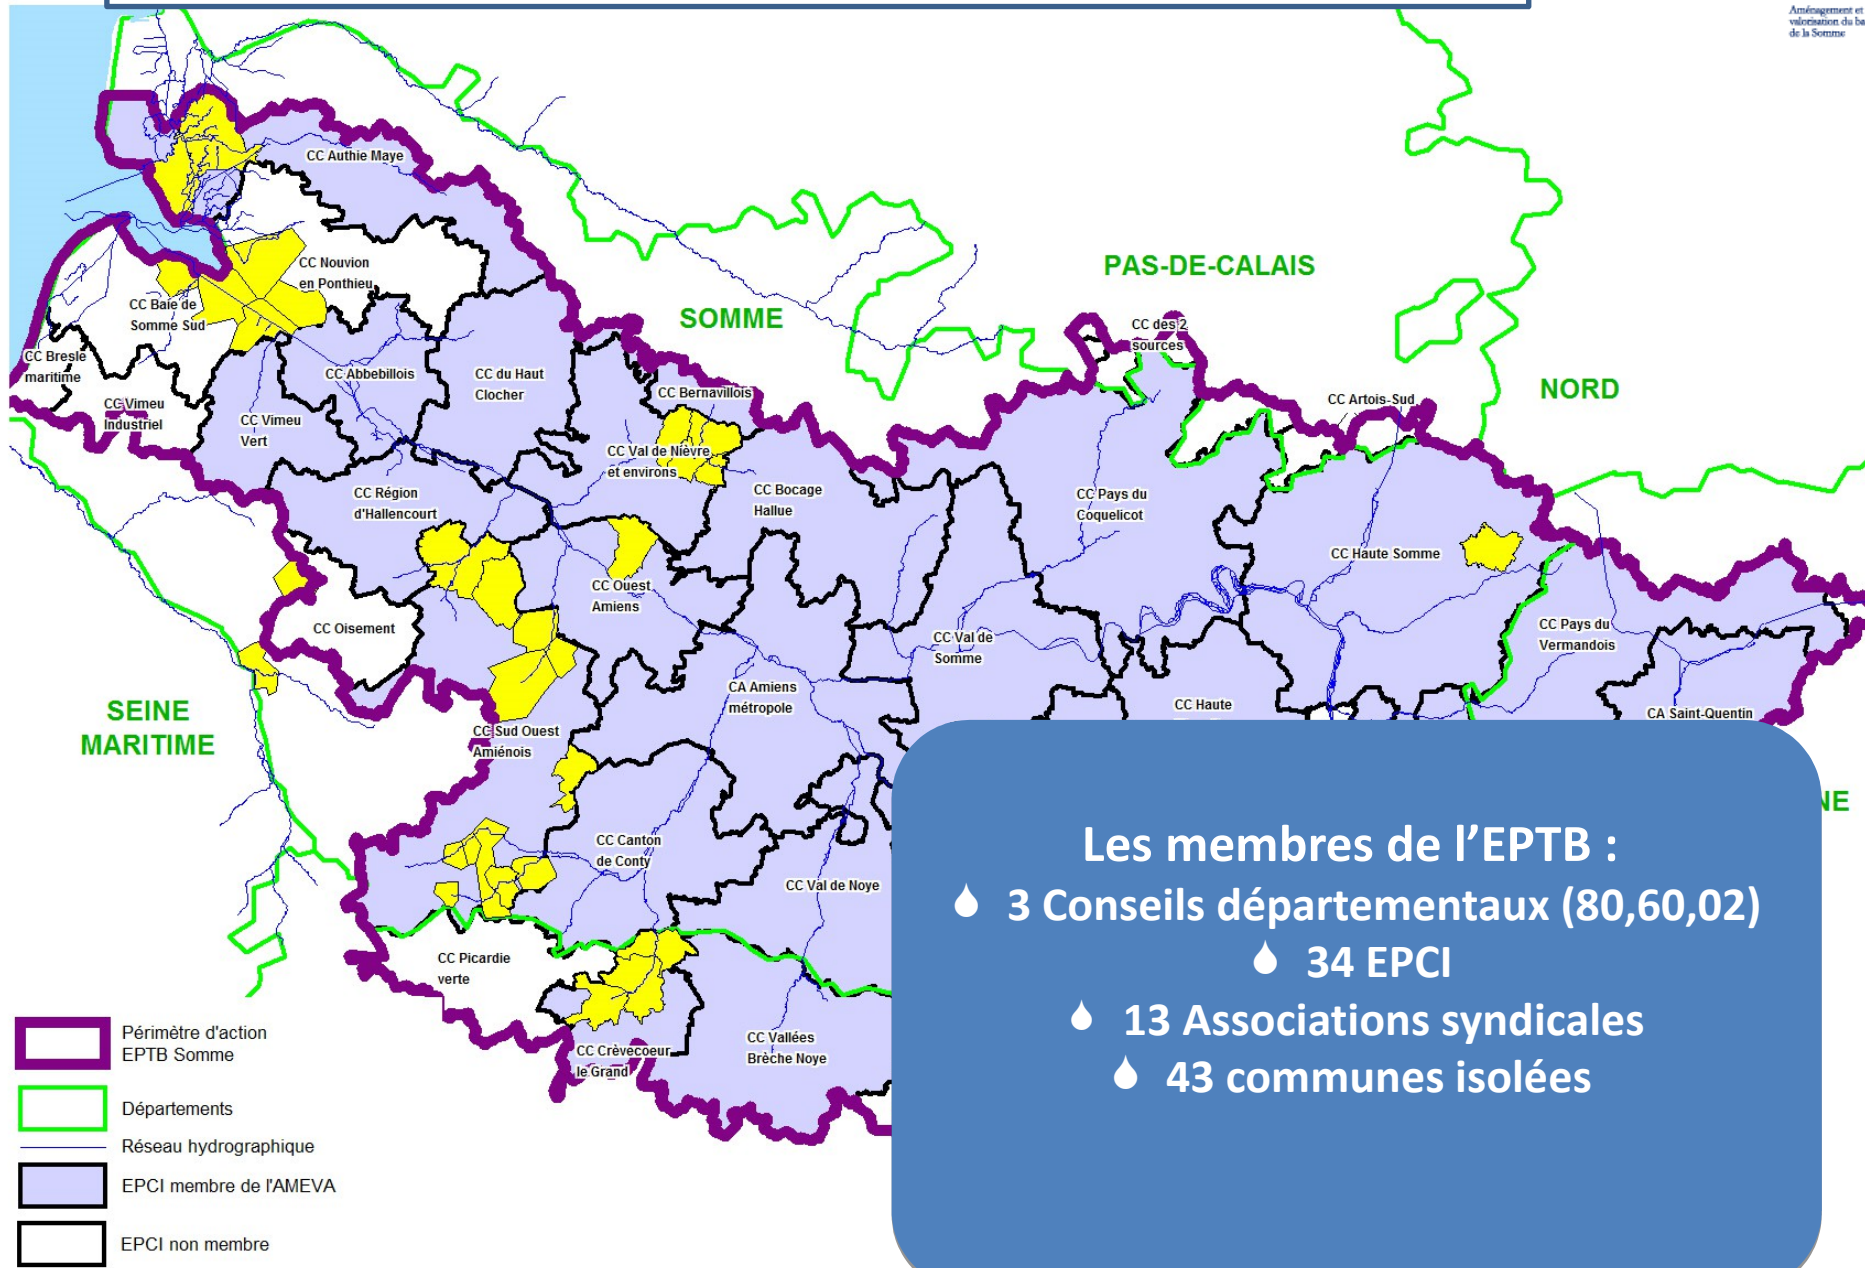 Aménagement et
valorisation du ba
de la Somme
CC Authie Maye
CC Nouvion
en Ponthieu
CC Baie de
Somme Sud
PAS-DE-CALAIS
SOMME
CC des 2
sources
CC Bresle
maritime
CC Abbebillois
CC du Haut
Clocher
CC Bernavillois
NORD
CC Artois-Sud
CC Vimeu
Industriel
CC Vimeu
Vert
CC Val de Nièvre
et environs
CC Région
d'Hallencourt
CC Bocage
Hallue
CC Pays du
Coquelicot
CC Haute Somme
CC Ouest
Amiens
CC Oisement
CC Val de
Somme
CC Pays du
Vermandois
CA Amiens
métropole
CC Haute
CA Saint-Quentin
SEINE
MARITIME
CC Sud Ouest
Amiénois
NE
CC Canton
de Conty
CC Val de Noye
CC Picardie
verte
CC Crèvecoeur
le Grand
CC Vallées
Brèche Noye
Les membres de l’EPTB :
3 Conseils départementaux (80,60,02)
34 EPCI
13 Associations syndicales
43 communes isolées
Périmètre d'action
EPTB Somme
Départements
Réseau hydrographique
EPCI membre de l'AMEVA
EPCI non membre